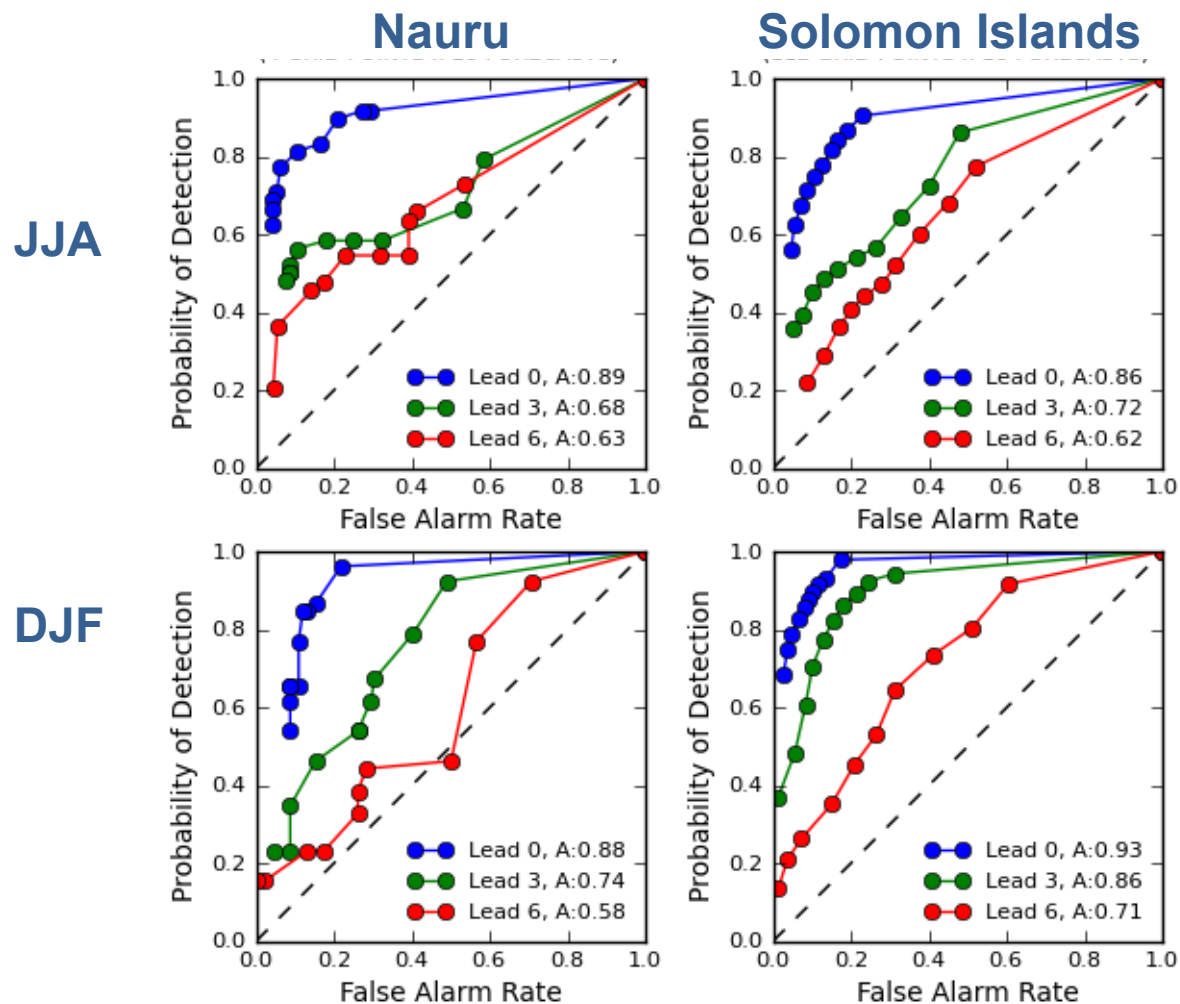 Nauru
Solomon Islands
JJA
DJF
Probability of Detection
1.0
0.8
0.6
0.4
0.2
0.0
0.0 0.2 0.4 0.6 0.8 1.0
False Alarm Rate
Lead 0, A:0.89
Lead 3, A:0.68
Lead 6, A:0.63
Probability of Detection
1.0
0.8
0.6
0.4
0.2
0.0
0.0 0.2 0.4 0.6 0.8 1.0
False Alarm Rate
Lead 0, A:0.86
Lead 3, A:0.72
Lead 6, A:0.62
Probability of Detection
1.0
0.8
0.6
0.4
0.2
0.0
0.0 0.2 0.4 0.6 0.8 1.0
False Alarm Rate
Lead 0, A:0.88
Lead 3, A:0.74
Lead 6, A:0.58
Probability of Detection
1.0
0.8
0.6
0.4
0.2
0.0
0.0 0.2 0.4 0.6 0.8 1.0
False Alarm Rate
Lead 0, A:0.93
Lead 3, A:0.86
Lead 6, A:0.71